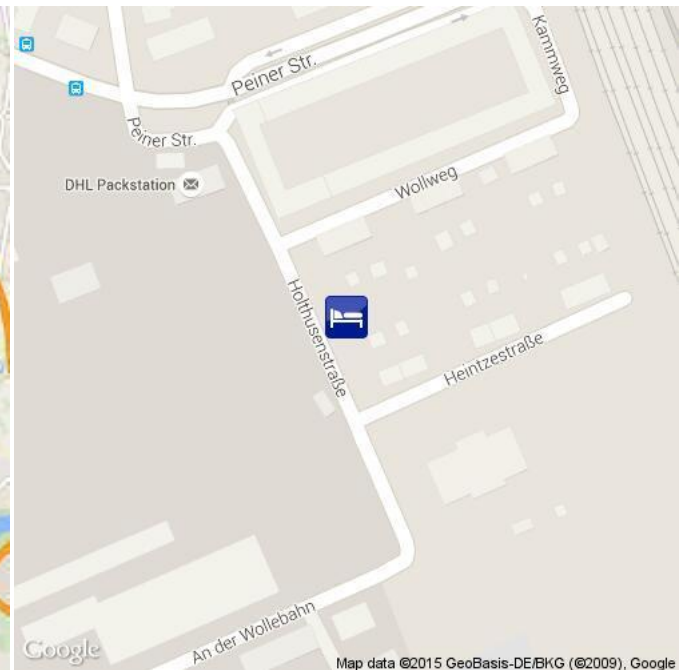 Kammweg
Peiner Str.
Peiner Str.
DHL Packstation
Wollweg
Holthusenstraße
Heintzestraße
An der Wollebahn
Google
Map data ©2015 GeoBasis-DE/BKG (©2009), Google